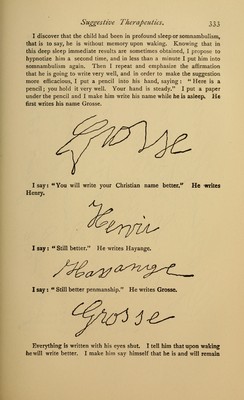 Suggestive Therapeutics. 333
I discover that the child had been in profound sleep or somnambulism,
that is to say, he is without memory upon waking. Knowing that in
this deep sleep immediate results are sometimes obtained, I propose to
hypnotize him a second time, and in less than a minute I put him into
somnambulism again. Then I repeat and emphasize the affirmation
that he is going to write very well, and in order to make the suggestion
more efficacious, I put a pencil into his hand, saying: "Here is a
pencil; you hold it very well. Your hand is steady." I put a paper
under the pencil and I make him write his name while he is asleep. He
first writes his name Grosse.
Grosse
I say: "You will write your Christian name better." He writes
Henry.
Henri
I say: "Still better." He writes Hayange.
Hayange
I say: "Still better penmanship." He writes Grosse.
Grosse
Everything is written with his eyes shut. I tell him that upon waking
he will write better. I make him say himself that he is and will remain